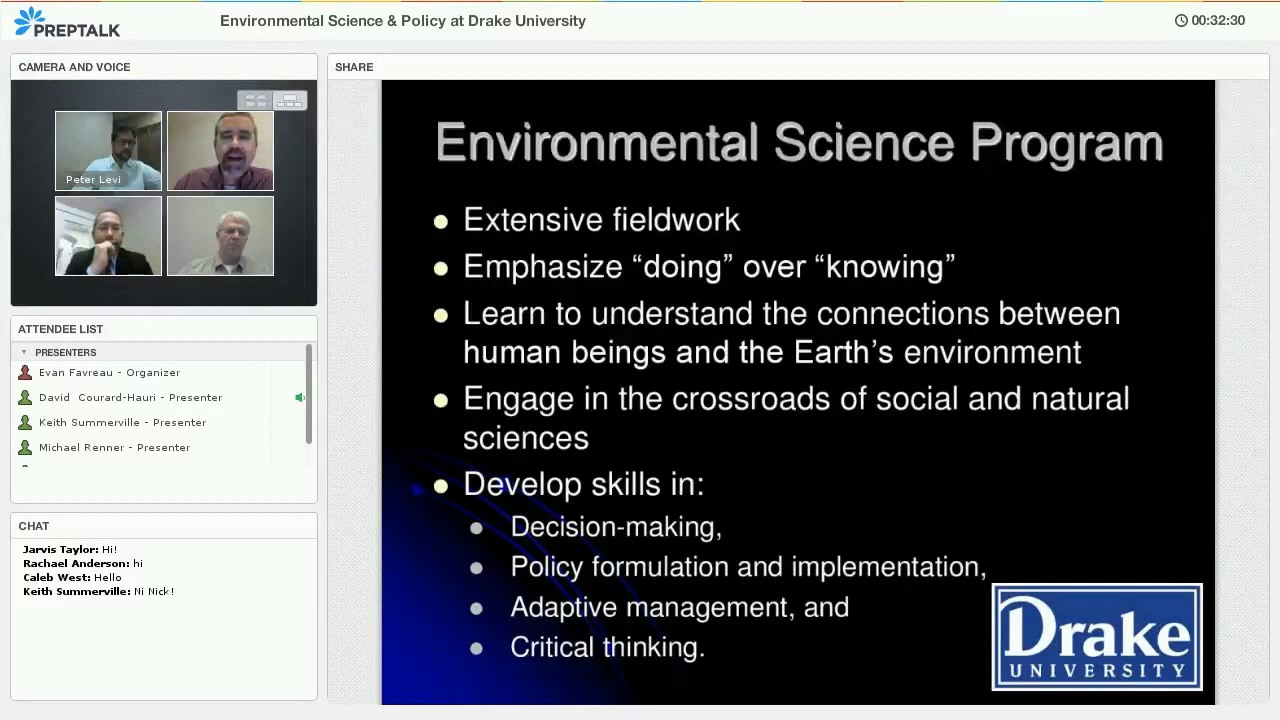 PREPTALK
Environmental Science & Policy at Drake University
00:32:30
CAMERA AND VOICE
Peter Levi
ATTENDEE LIST
PRESENTERS
Evan Favreau - Organizer
David Courard-Hauri - Presenter
Keith Summerville - Presenter
Michael Renner - Presenter
CHAT
Jarvis Taylor: Hi!
Rachael Anderson: hi
Caleb West: Hello
Keith Summerville: Ni Nick!
SHARE
Environmental Science Program
Extensive fieldwork
Emphasize “doing” over “knowing”
Learn to understand the connections between
human beings and the Earth’s environment
Engage in the crossroads of social and natural
sciences
Develop skills in:
Decision-making,
Policy formulation and implementation,
Adaptive management, and
Critical thinking.
Drake
UNIVERSITY